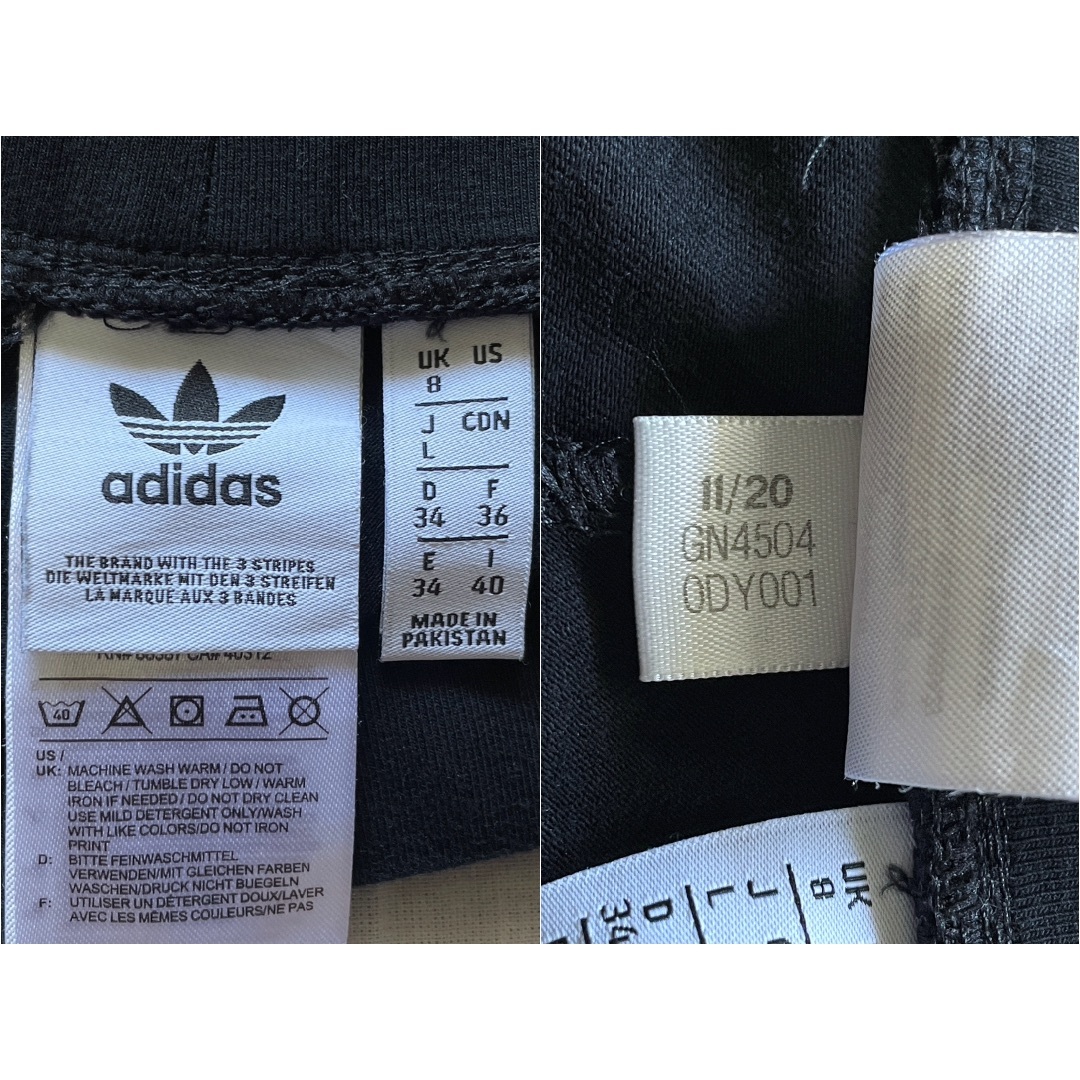 adidas
THE BRAND WITH THE 3 STRIPES
DIE WELTMARKE MIT DEN 3 STREIFEN
LA MARQUE AUX 3 BANDES
40
US /
UK: MACHINE WASH WARM / DO NOT
BLEACH / TUMBLE DRY LOW / WARM
IRON IF NEEDED / DO NOT DRY CLEAN
USE MILD DETERGENT ONLY/WASH
WITH LIKE COLORS/DO NOT IRON
PRINT
D: BITTE FEINWASCHMITTEL
VERWENDEN/MIT GLEICHEN FARBEN
WASCHEN/DRUCK NICHT BUEGELN
F: UTILISER UN DÉTERGENT DOUX/LAVER
AVEC LES MÊMES COULEURS/NE PAS
UK US
8
J CDN
L
D F
34 36
E I
34 40
MADE IN
PAKISTAN
11/20
GN4504
0DY001
UK
8
J
L
D
34